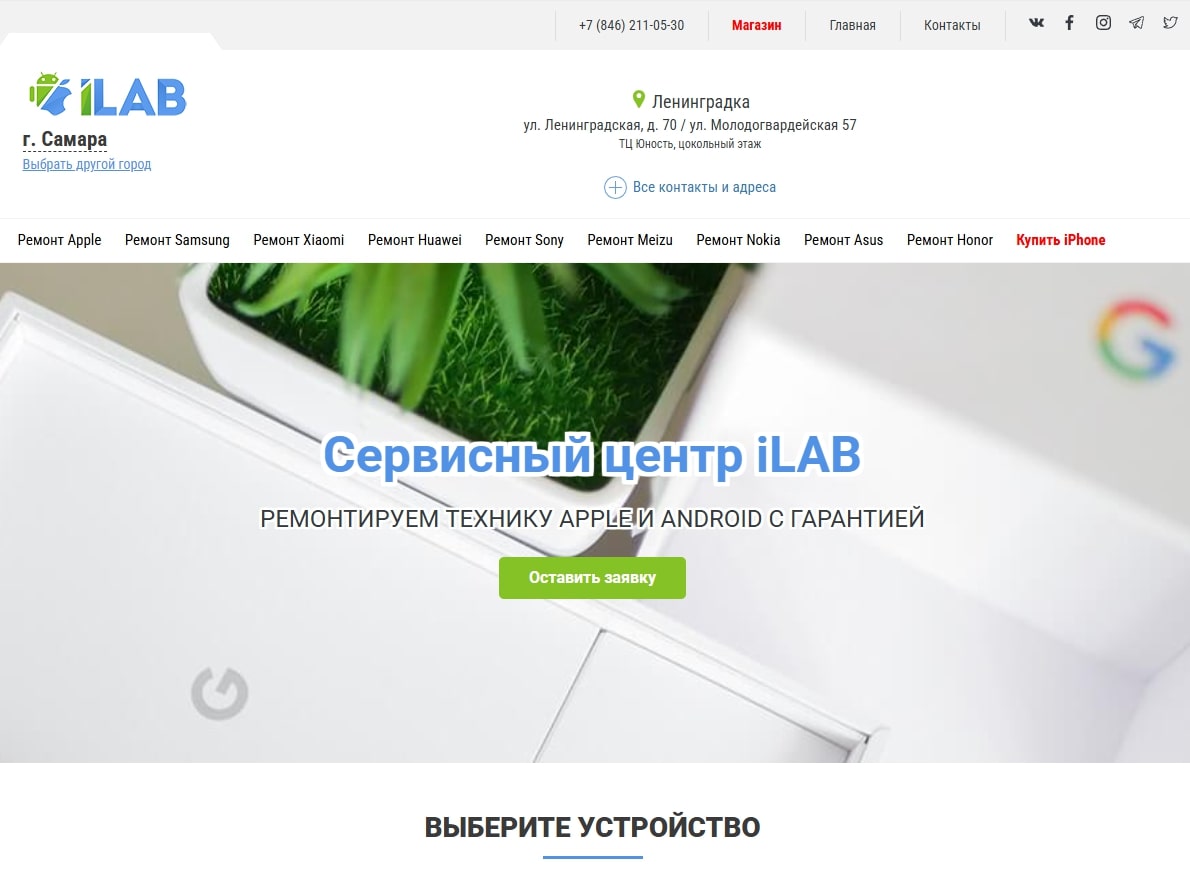 +7 (846) 211-05-30 Магазин Главная Контакты
iLAB
г. Самара
Выбрать другой город
Ленинградка
ул. Ленинградская, д. 70 / ул. Молодогвардейская 57
ТЦ Юность, цокольный этаж
Все контакты и адреса
Ремонт Apple Ремонт Samsung Ремонт Xiaomi Ремонт Huawei Ремонт Sony Ремонт Meizu Ремонт Nokia Ремонт Asus Ремонт Honor Купить iPhone
Сервисный центр iLAB
РЕМОНТИРУЕМ ТЕХНИКУ APPLE И ANDROID С ГАРАНТИЕЙ
Оставить заявку
ВЫБЕРИТЕ УСТРОЙСТВО